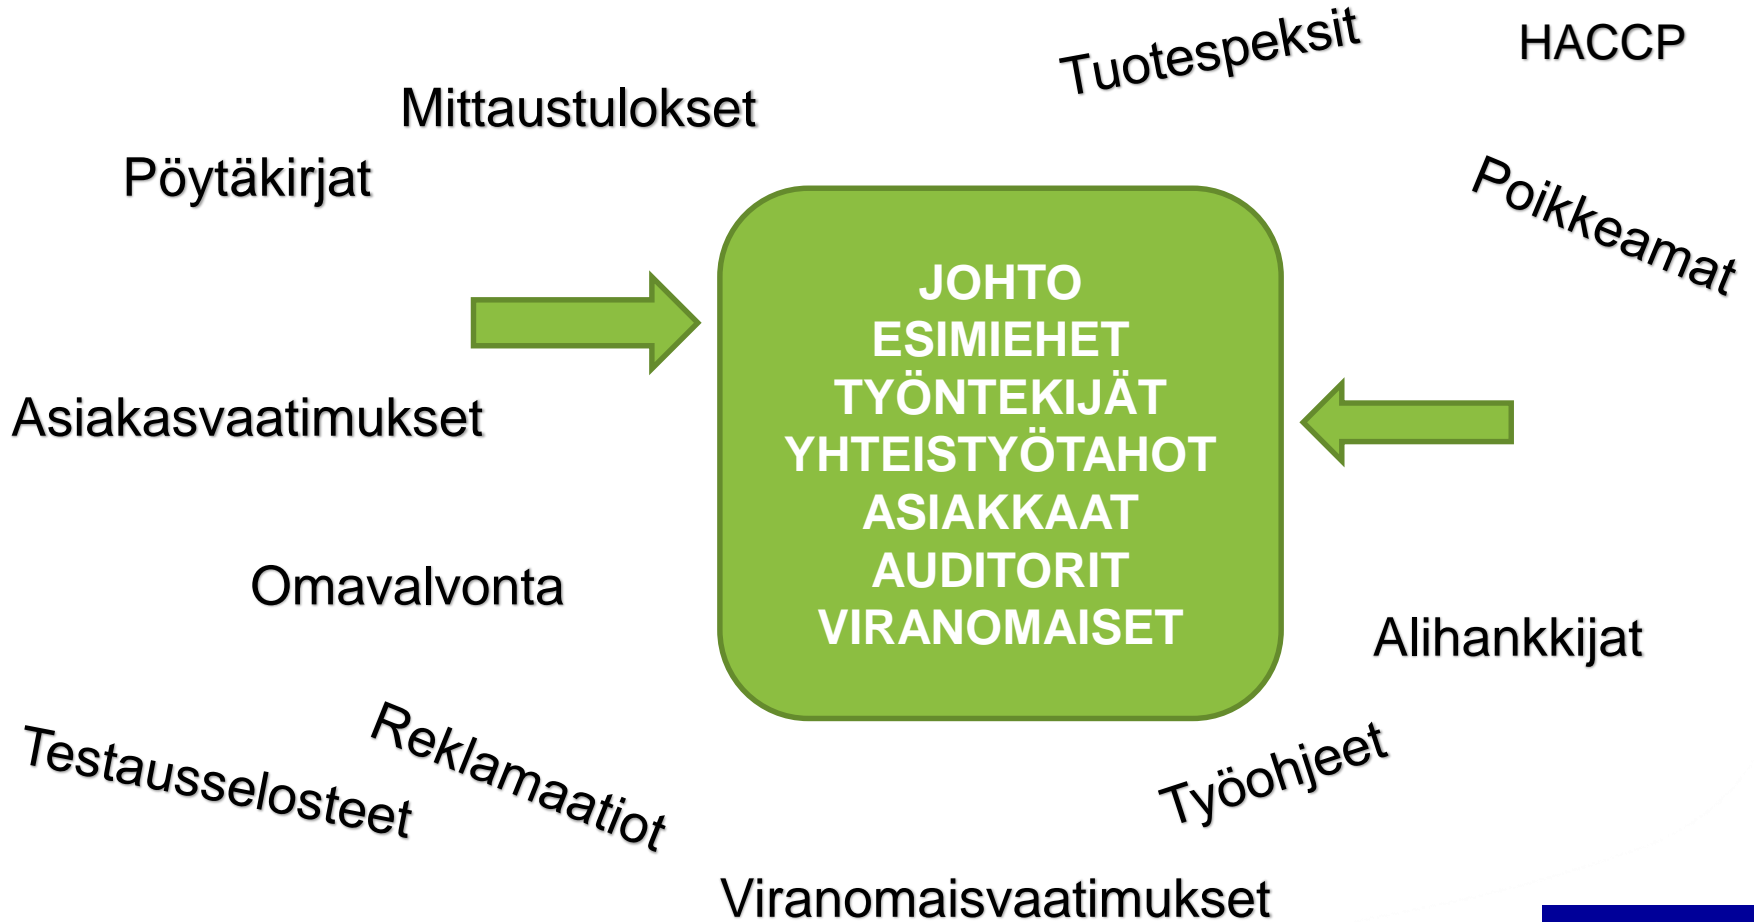 Tuotespeksit
HACCP
Mittaustulokset
Pöytäkirjat
Poikkeamat
JOHTO
ESIMIEHET
TYÖNTEKIJÄT
YHTEISTYÖTAHOT
ASIAKKAAT
AUDITORIT
VIRANOMAISET
Asiakasvaatimukset
Omavalvonta
Alihankkijat
Testausselosteet
Reklamaatiot
Työohjeet
Viranomaisvaatimukset